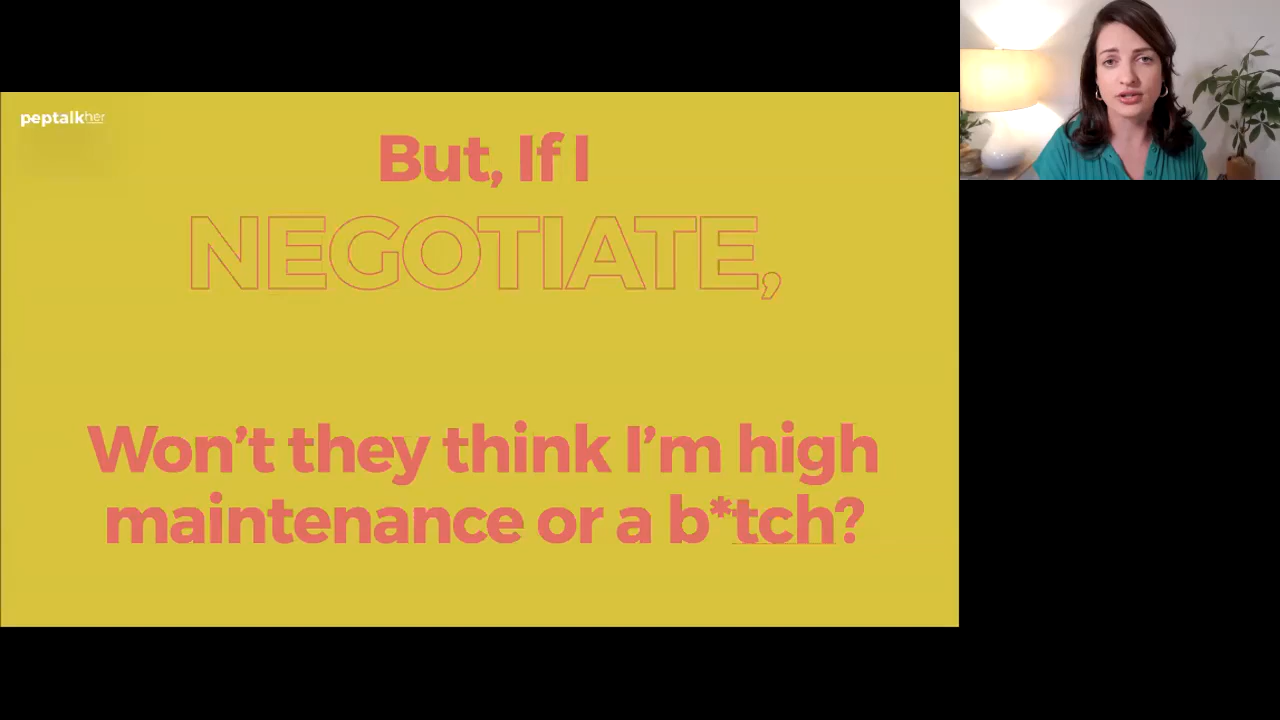 peptalkher
But, If I
NEGOTIATE,
Won't they think I'm high
maintenance or a b*tch?